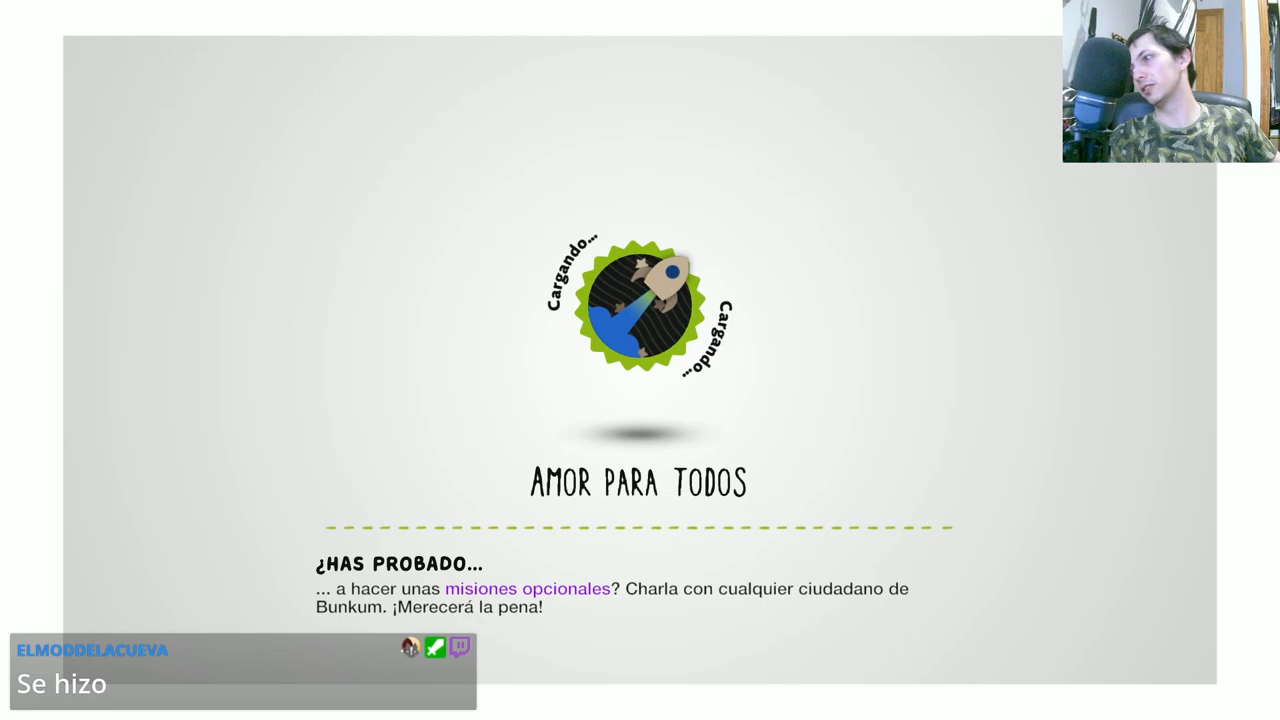 Cargando...
Cargando...
AMOR PARA TODOS
¿HAS PROBADO...
... a hacer unas misiones opcionales? Charla con cualquier ciudadano de
Bunkum. ¡Merecerá la pena!
ELMODDELACUEVA
Se hizo